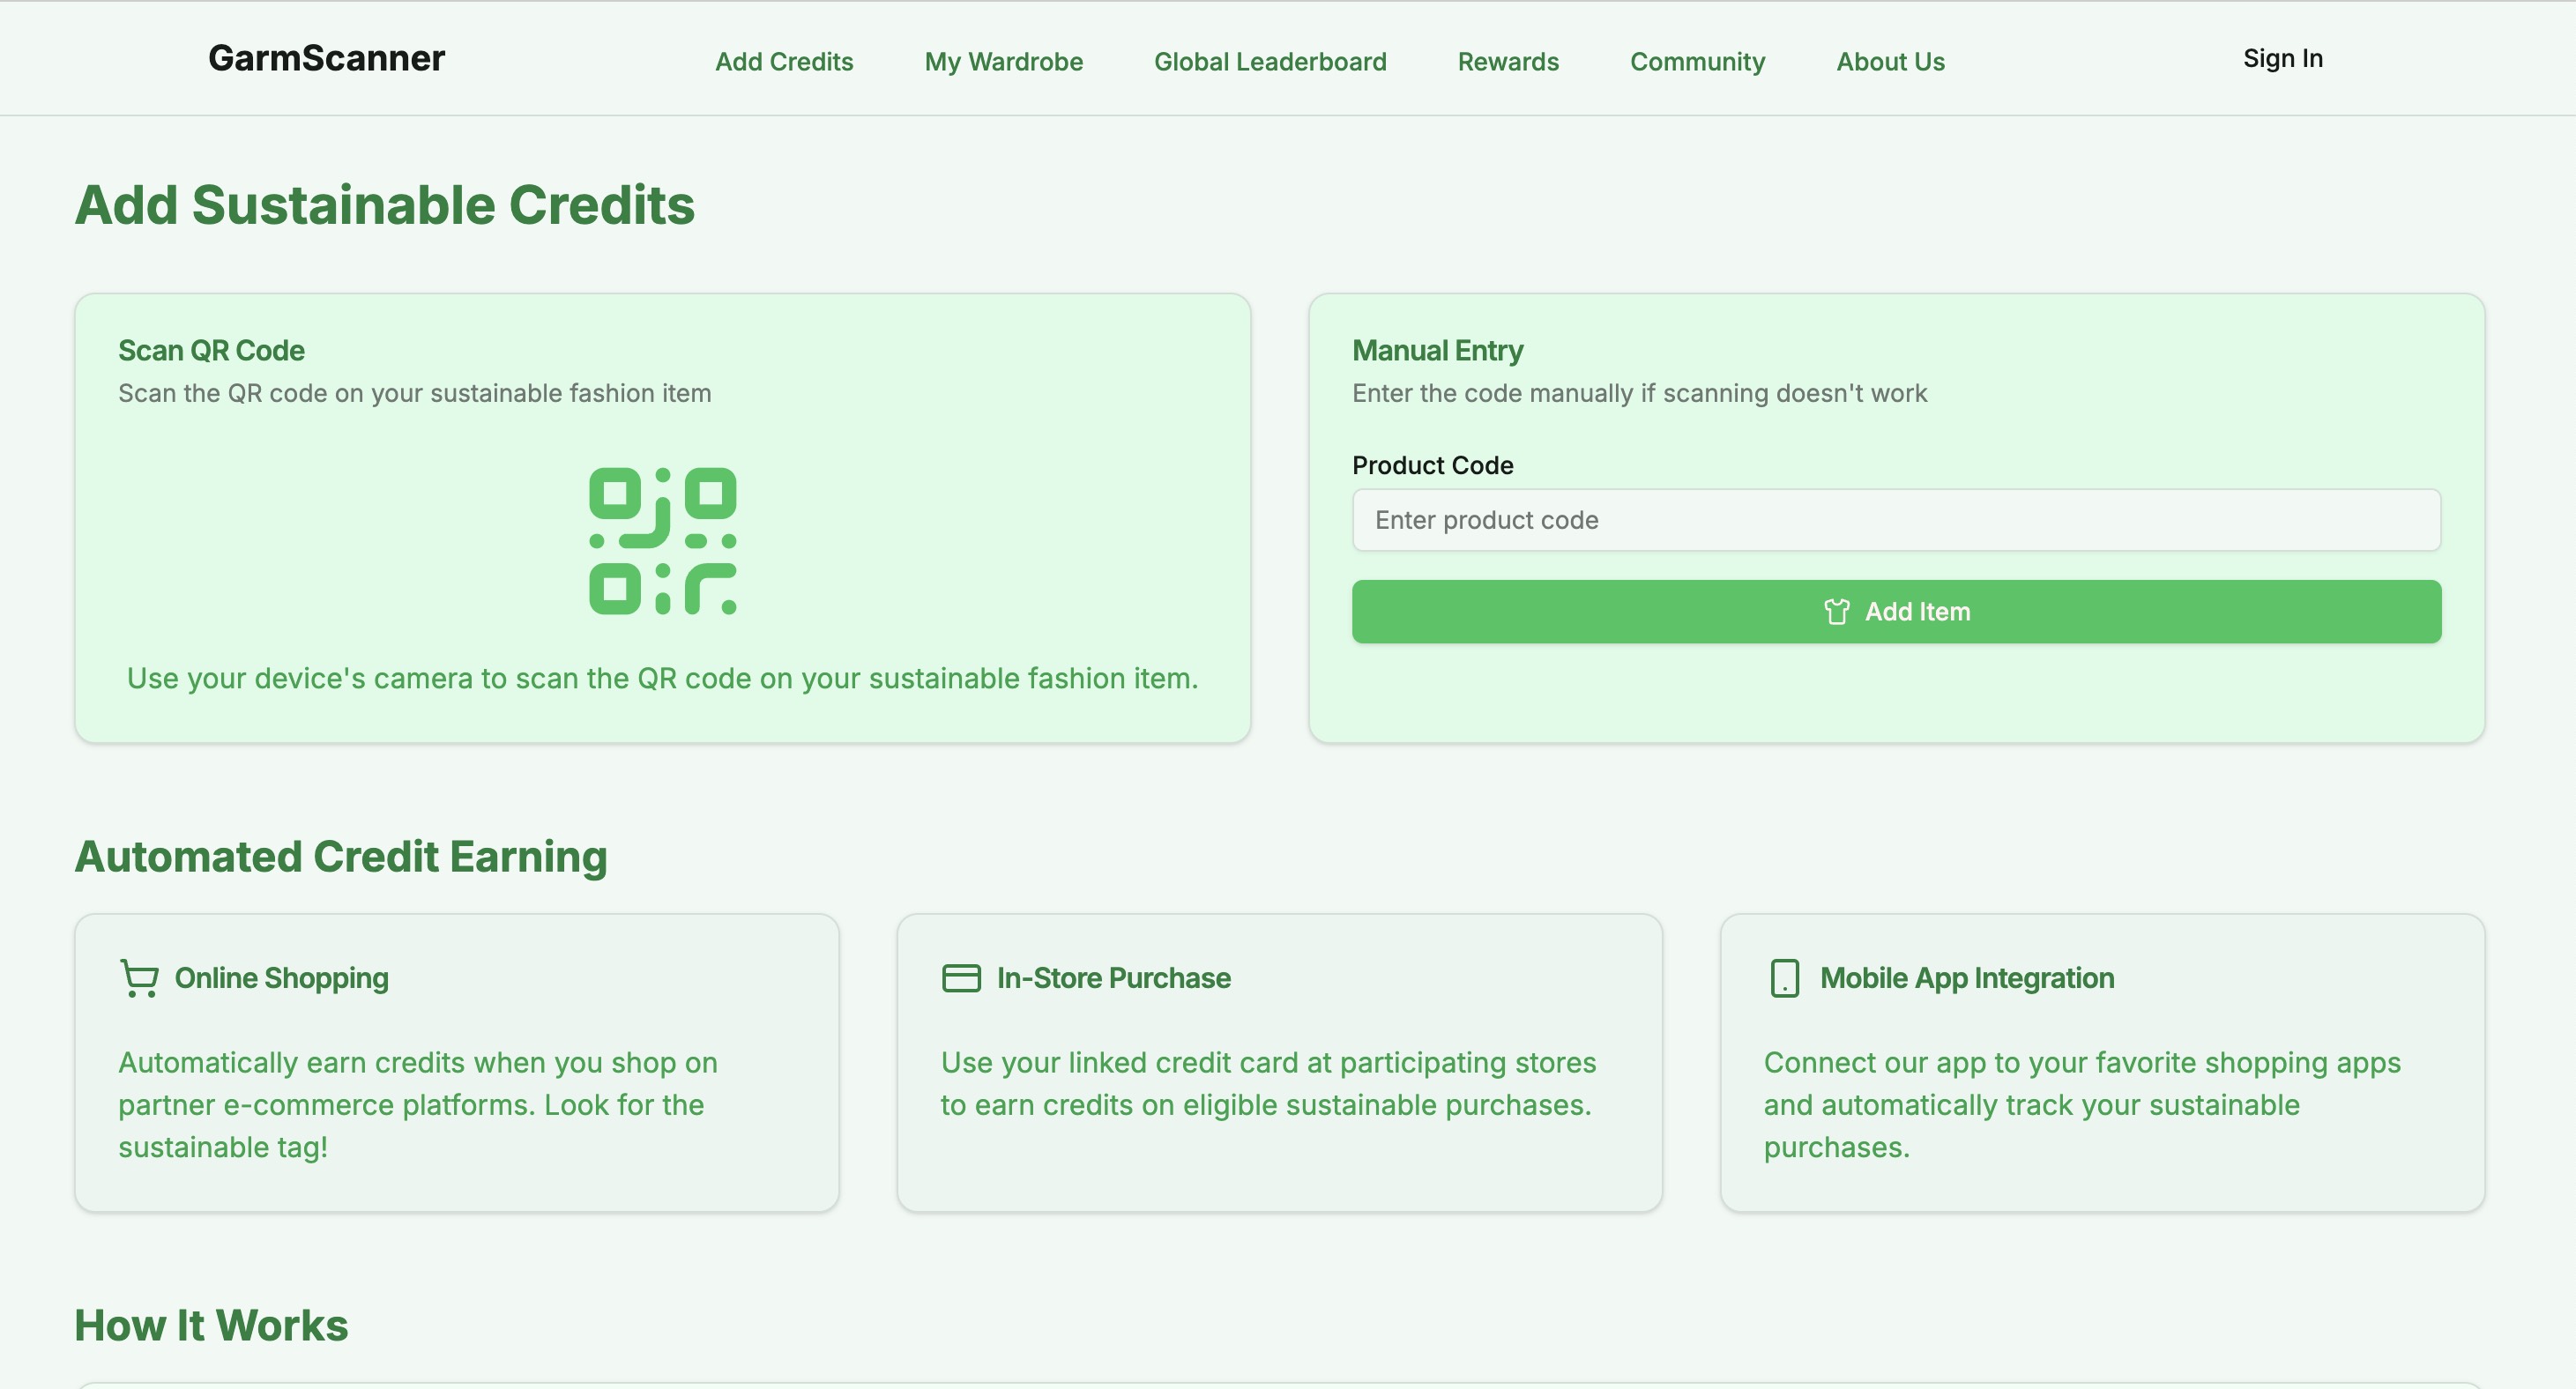 GarmScanner
Add Credits
My Wardrobe
Global Leaderboard
Rewards
Community
About Us
Sign In
Add Sustainable Credits
Scan QR Code
Scan the QR code on your sustainable fashion item
Use your device's camera to scan the QR code on your sustainable fashion item.
Manual Entry
Enter the code manually if scanning doesn't work
Product Code
Enter product code
Add Item
Automated Credit Earning
Online Shopping
Automatically earn credits when you shop on
partner e-commerce platforms. Look for the
sustainable tag!
In-Store Purchase
Use your linked credit card at participating stores
to earn credits on eligible sustainable purchases.
Mobile App Integration
Connect our app to your favorite shopping apps
and automatically track your sustainable
purchases.
How It Works